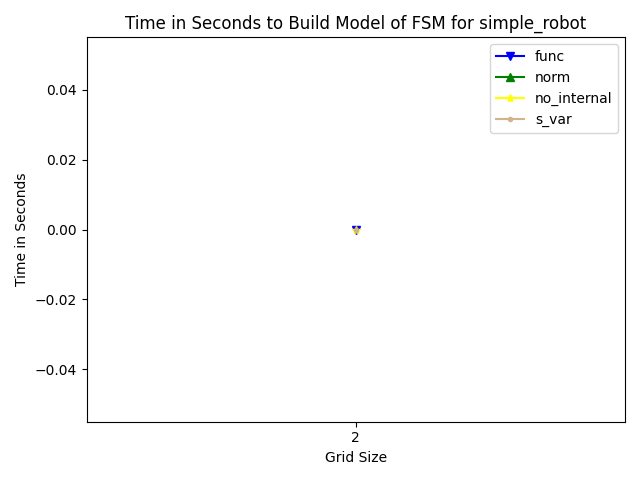 Time in Seconds to Build Model of FSM for simple_robot
func
norm
no_internal
s_var
0.04
0.02
0.00
−0.02
−0.04
Time in Seconds
2
Grid Size